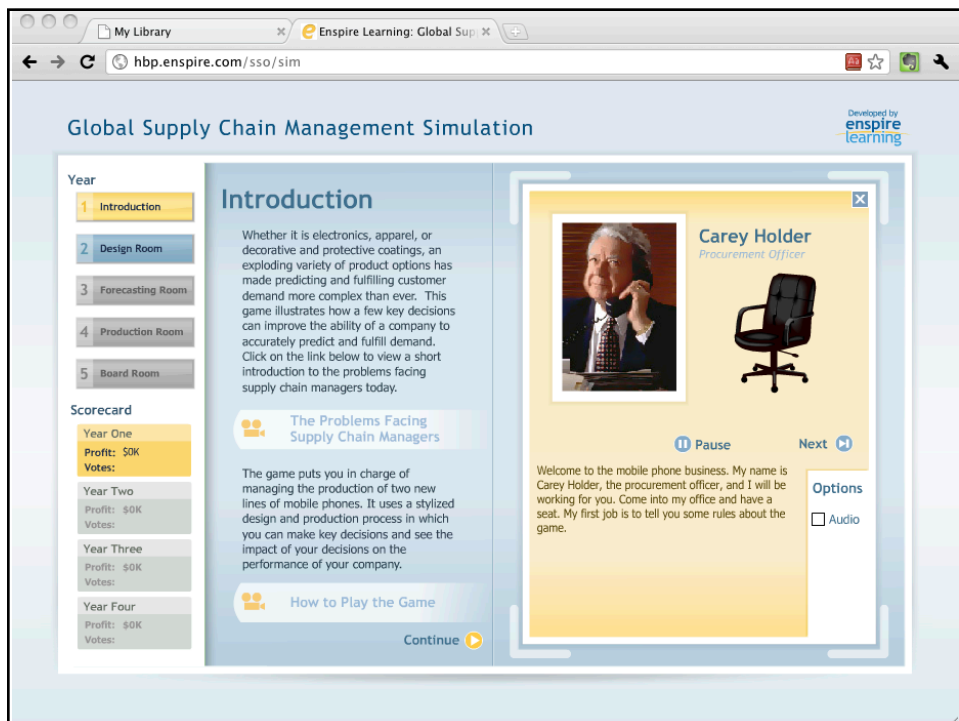 My Library
Enspire Learning: Global Sup
hbp.enspire.com/sso/sim
Global Supply Chain Management Simulation
Developed by
enspire
learning
Year
1 Introduction
2 Design Room
3 Forecasting Room
4 Production Room
5 Board Room
Scorecard
Year One
Profit: $0K
Votes:
Year Two
Profit: $0K
Votes:
Year Three
Profit: $0K
Votes:
Year Four
Profit: $0K
Votes:
Introduction
Whether it is electronics, apparel, or
decorative and protective coatings, an
exploding variety of product options has
made predicting and fulfilling customer
demand more complex than ever. This
game illustrates how a few key decisions
can improve the ability of a company to
accurately predict and fulfill demand.
Click on the link below to view a short
introduction to the problems facing
supply chain managers today.
The Problems Facing
Supply Chain Managers
The game puts you in charge of
managing the production of two new
lines of mobile phones. It uses a stylized
design and production process in which
you can make key decisions and see the
impact of your decisions on the
performance of your company.
How to Play the Game
Continue
Carey Holder
Procurement Officer
Pause
Next
Welcome to the mobile phone business. My name is
Carey Holder, the procurement officer, and I will be
working for you. Come into my office and have a
seat. My first job is to tell you some rules about the
game.
Options
Audio